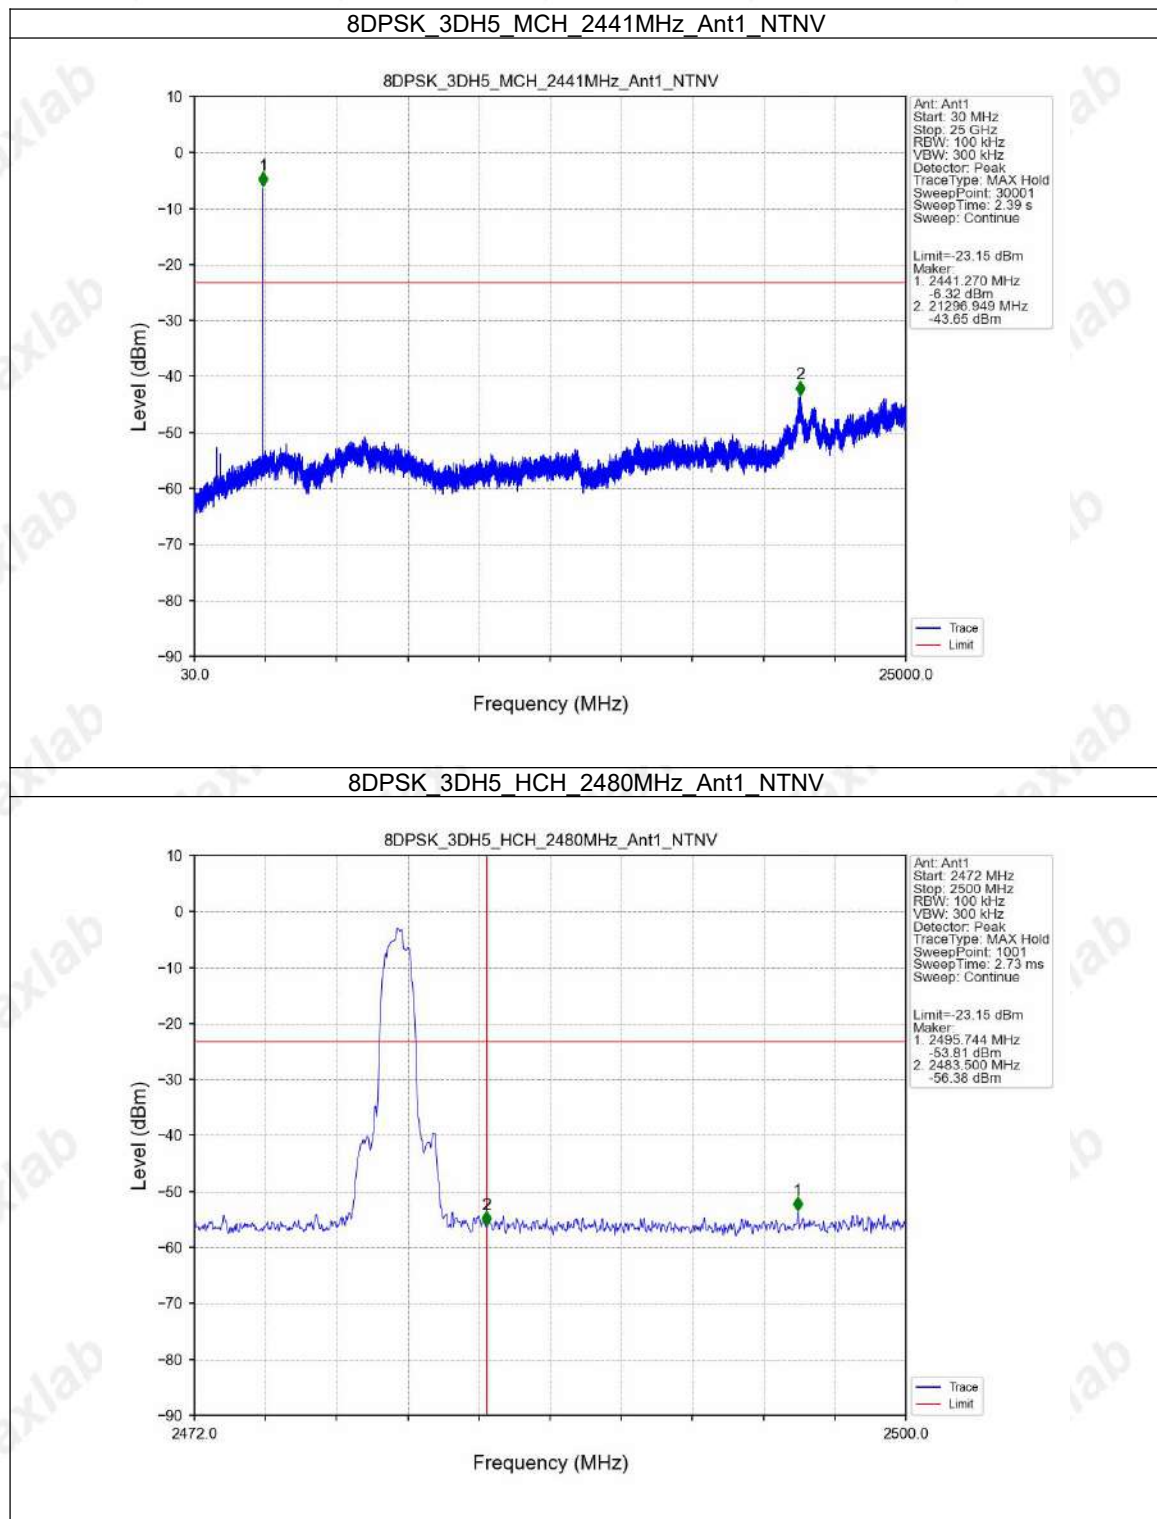 8DPSK_3DH5_MCH_2441MHz_Ant1_NTNV
8DPSK_3DH5_MCH_2441MHz_Ant1_NTNV
10
0
−10
−20
−30
−40
−50
−60
−70
−80
−90
Level (dBm)
1
2
30.0
25000.0
Frequency (MHz)
Ant: Ant1
Start: 30 MHz
Stop: 25 GHz
RBW: 100 kHz
VBW: 300 kHz
Detector: Peak
TraceType: MAX Hold
SweepPoint: 30001
SweepTime: 2.39 s
Sweep: Continue
Limit=-23.15 dBm
Maker:
1. 2441.270 MHz
-6.32 dBm
2. 21296.949 MHz
-43.65 dBm
Trace
Limit
8DPSK_3DH5_HCH_2480MHz_Ant1_NTNV
8DPSK_3DH5_HCH_2480MHz_Ant1_NTNV
10
0
−10
−20
−30
−40
−50
−60
−70
−80
−90
Level (dBm)
2
1
2472.0
2500.0
Frequency (MHz)
Ant: Ant1
Start: 2472 MHz
Stop: 2500 MHz
RBW: 100 kHz
VBW: 300 kHz
Detector: Peak
TraceType: MAX Hold
SweepPoint: 1001
SweepTime: 2.73 ms
Sweep: Continue
Limit=-23.15 dBm
Maker:
1. 2495.744 MHz
-53.81 dBm
2. 2483.500 MHz
-56.38 dBm
Trace
Limit